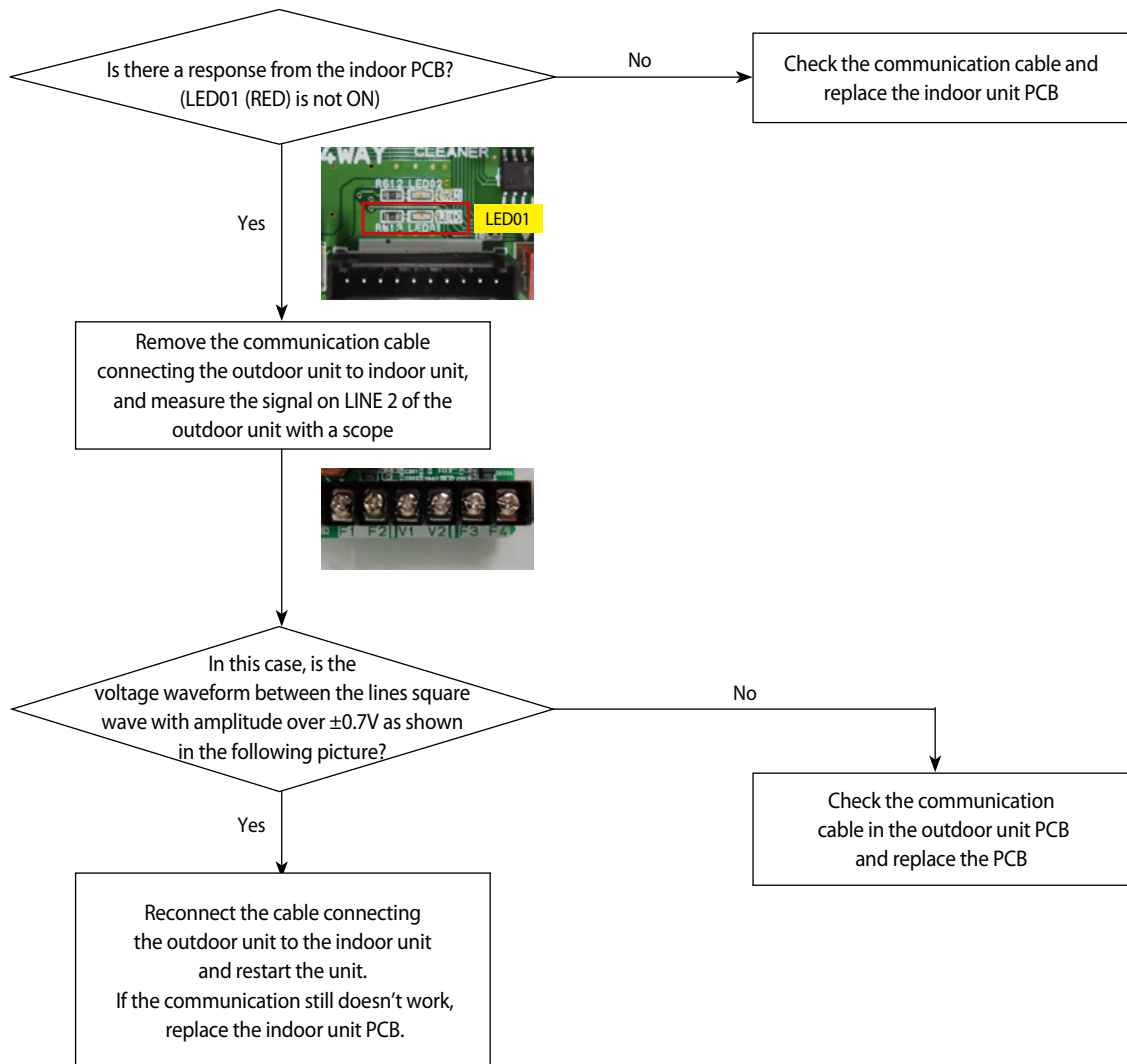 Is there a response from the indoor PCB?
(LED01 (RED) is not ON)
No
Check the communication cable and
replace the indoor unit PCB
Yes
4WAY
CLEANER
R612 LED02
RED
R613 LED01
LED01
Remove the communication cable
connecting the outdoor unit to indoor unit,
and measure the signal on LINE 2 of the
outdoor unit with a scope
F1 F2 V1 V2 F3 F4
In this case, is the
voltage waveform between the lines square
wave with amplitude over ±0.7V as shown
in the following picture?
No
Check the communication
cable in the outdoor unit PCB
and replace the PCB
Yes
Reconnect the cable connecting
the outdoor unit to the indoor unit
and restart the unit.
If the communication still doesn't work,
replace the indoor unit PCB.